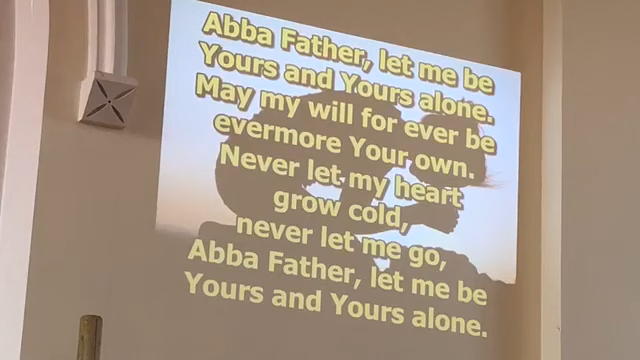 Abba Father, let me be
Yours and Yours alone.
May my will for ever be
evermore Your own.
Never let my heart
grow cold,
never let me go,
Abba Father, let me be
Yours and Yours alone.